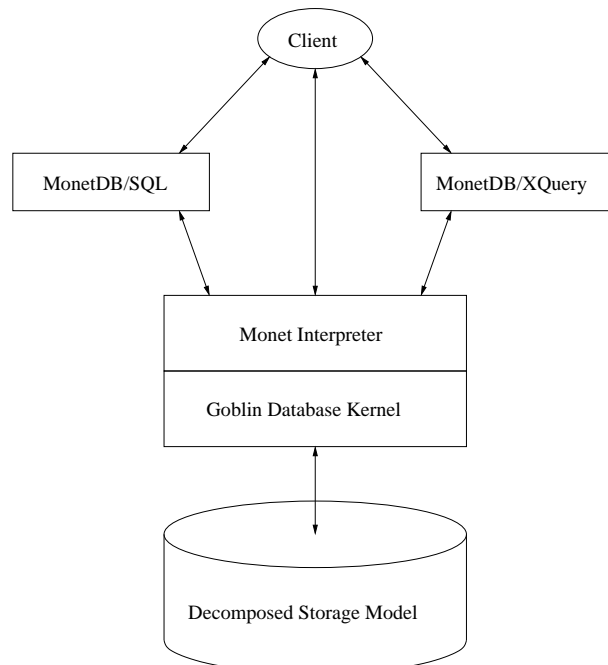 Client
MonetDB/SQL
MonetDB/XQuery
Monet Interpreter
Goblin Database Kernel
Decomposed Storage Model